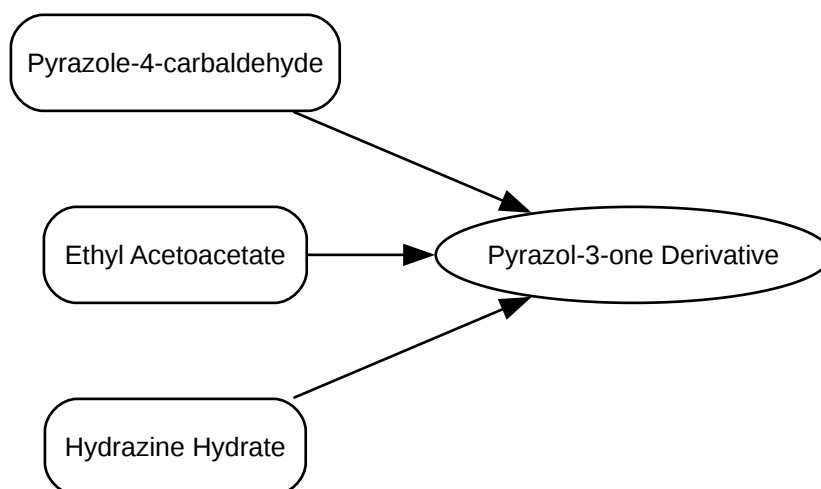 Pyrazole-4-carbaldehyde
Ethyl Acetoacetate
Pyrazol-3-one Derivative
Hydrazine Hydrate